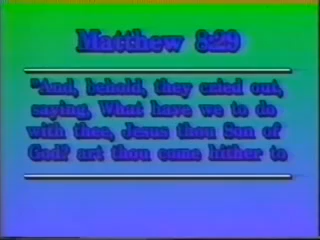 Matthew 8:29
"And, behold, they cried out,
saying, What have we to do
with thee, Jesus thou Son of
God? art thou come hither to